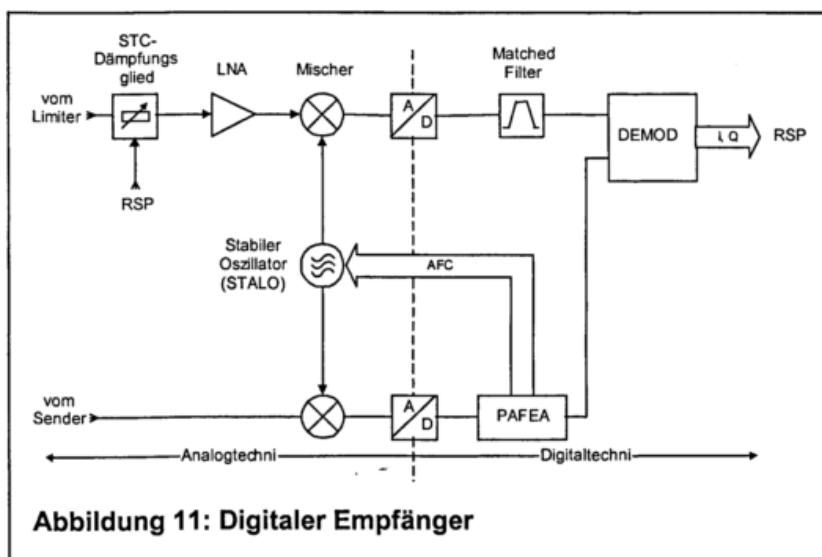 STC-
Dämpfungs
glied
LNA
Mischer
Matched
Filter
vom
Limiter
A
D
DEMOD
I, Q
RSP
RSP
Stabiler
Oszillator
(STALO)
AFC
vom
Sender
A
D
PAFEA
Analogtechni
Digitaltechni
Abbildung 11: Digitaler Empfänger